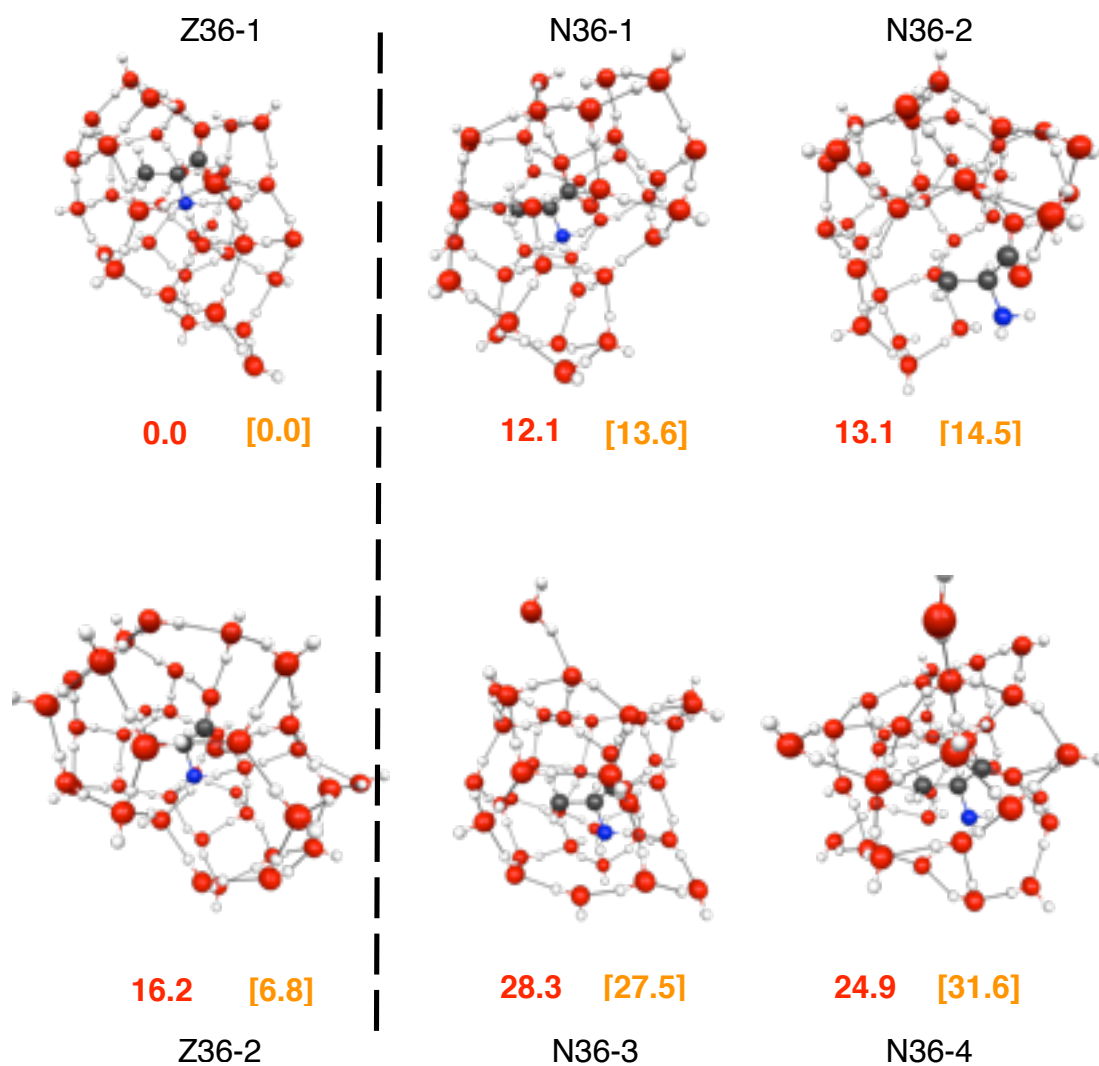 Z36-1 N36-1 N36-2
0.0 [0.0] 12.1 [13.6] 13.1 [14.5]
16.2 [6.8] 28.3 [27.5] 24.9 [31.6]
Z36-2 N36-3 N36-4